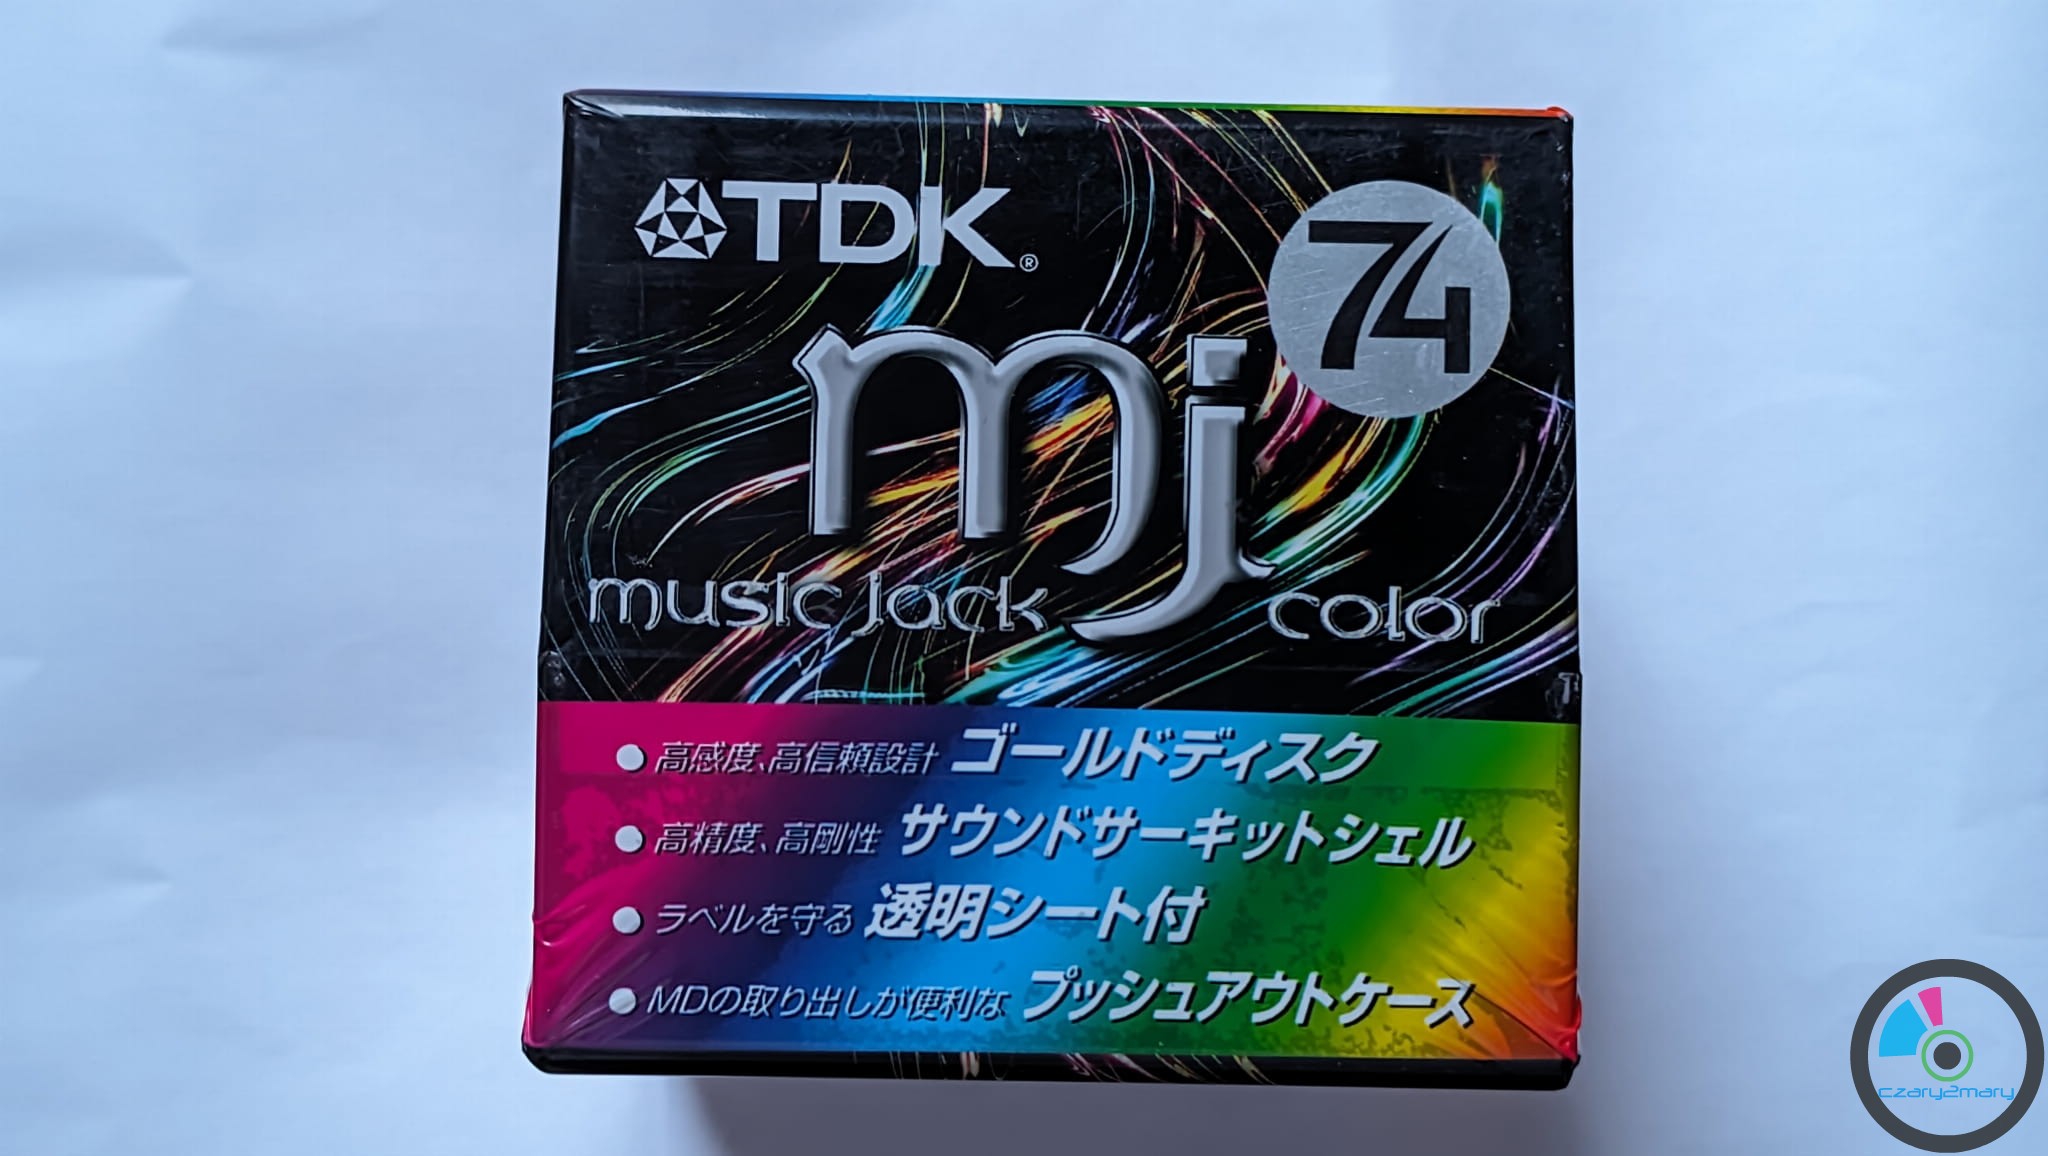 TDK®
74
mj
music jack color
● 高感度、高信頼設計 ゴールドディスク
● 高精度、高剛性 サウンドサーキットシェル
● ラベルを守る 透明シート付
● MDの取り出しが便利な プッシュアウトケース
czary2mary